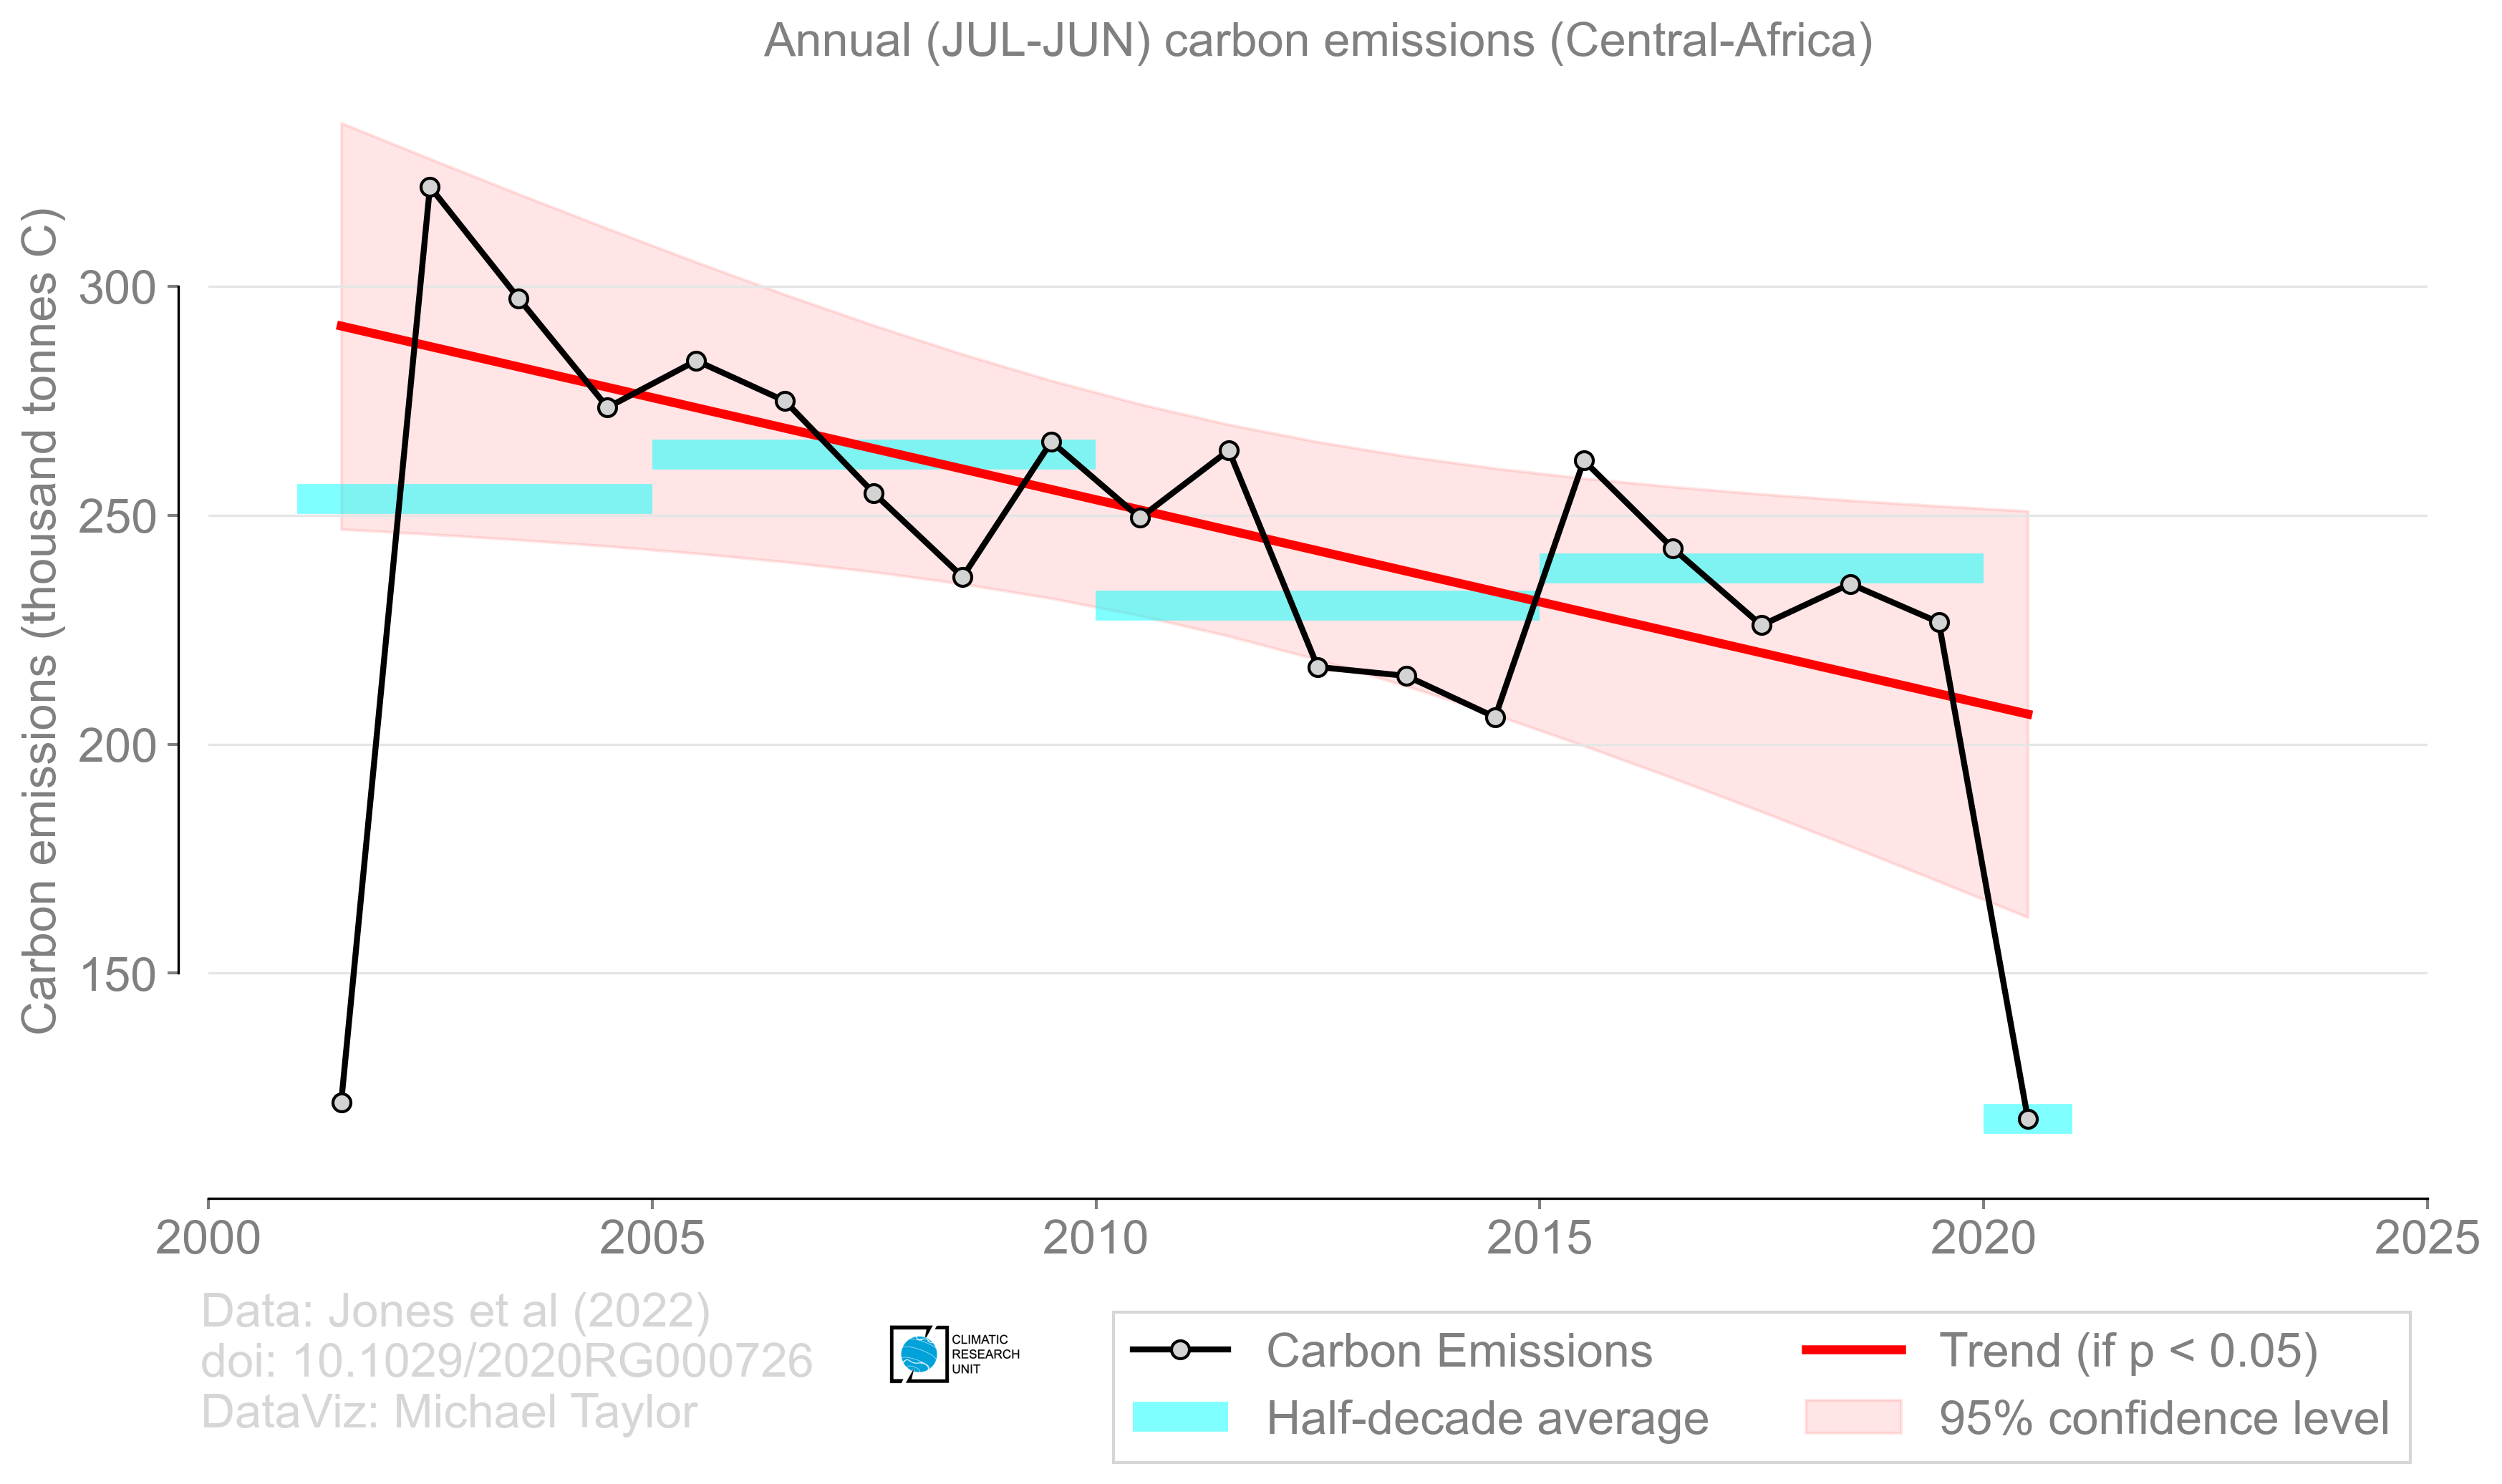 Annual (JUL-JUN) carbon emissions (Central-Africa)
Carbon emissions (thousand tonnes C)
300
250
200
150
2000
2005
2010
2015
2020
2025
Data: Jones et al (2022)
doi: 10.1029/2020RG000726
DataViz: Michael Taylor
CLIMATIC
RESEARCH
UNIT
Carbon Emissions
Half-decade average
Trend (if p < 0.05)
95% confidence level